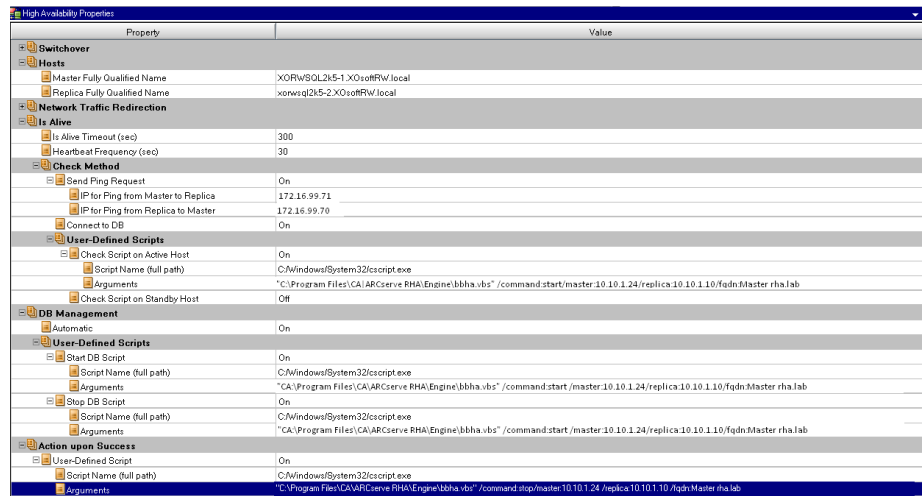 High Availability Properties
Property Value
Switchover
Hosts
Master Fully Qualified Name XORWSQL2k5-1.XOsoftRW.local
Replica Fully Qualified Name xorwsql2k5-2.XOsoftRW.local
Network Traffic Redirection
Is Alive
Is Alive Timeout (sec) 300
Heartbeat Frequency (sec) 30
Check Method
Send Ping Request On
IP for Ping from Master to Replica 172.16.99.71
IP for Ping from Replica to Master 172.16.99.70
Connect to DB On
User-Defined Scripts
Check Script on Active Host On
Script Name (full path) C:/Windows/System32/cscript.exe
Arguments "C:\Program Files\CA|ARCserve RHA\Engine\bbha.vbs" /command:start/master:10.10.1.24/replica:10.10.1.10/fqdn:Master rha.lab
Check Script on Standby Host Off
DB Management
Automatic On
User-Defined Scripts
Start DB Script On
Script Name (full path) C:/Windows/System32/cscript.exe
Arguments "CA:\Program Files\CA\ARCserve RHA\Engine\bbha.vbs" /command:start /master:10.10.1.24/replica:10.10.1.10/fqdn:Master rha.lab
Stop DB Script On
Script Name (full path) C:/Windows/System32/cscript.exe
Arguments "CA:\Program Files\CA\ARCserve RHA\Engine\bbha.vbs" /command:start /master:10.10.1.24/replica:10.10.1.10/fqdn:Master rha.lab
Action upon Success
User-Defined Script On
Script Name (full path) C:/Windows/System32/cscript.exe
Arguments "C:\Program Files\CA\ARCserve RHA\Engine\bbha.vbs" /command:stop/master:10.10.1.24 /replica:10.10.1.10 /fqdn:Master rha.lab